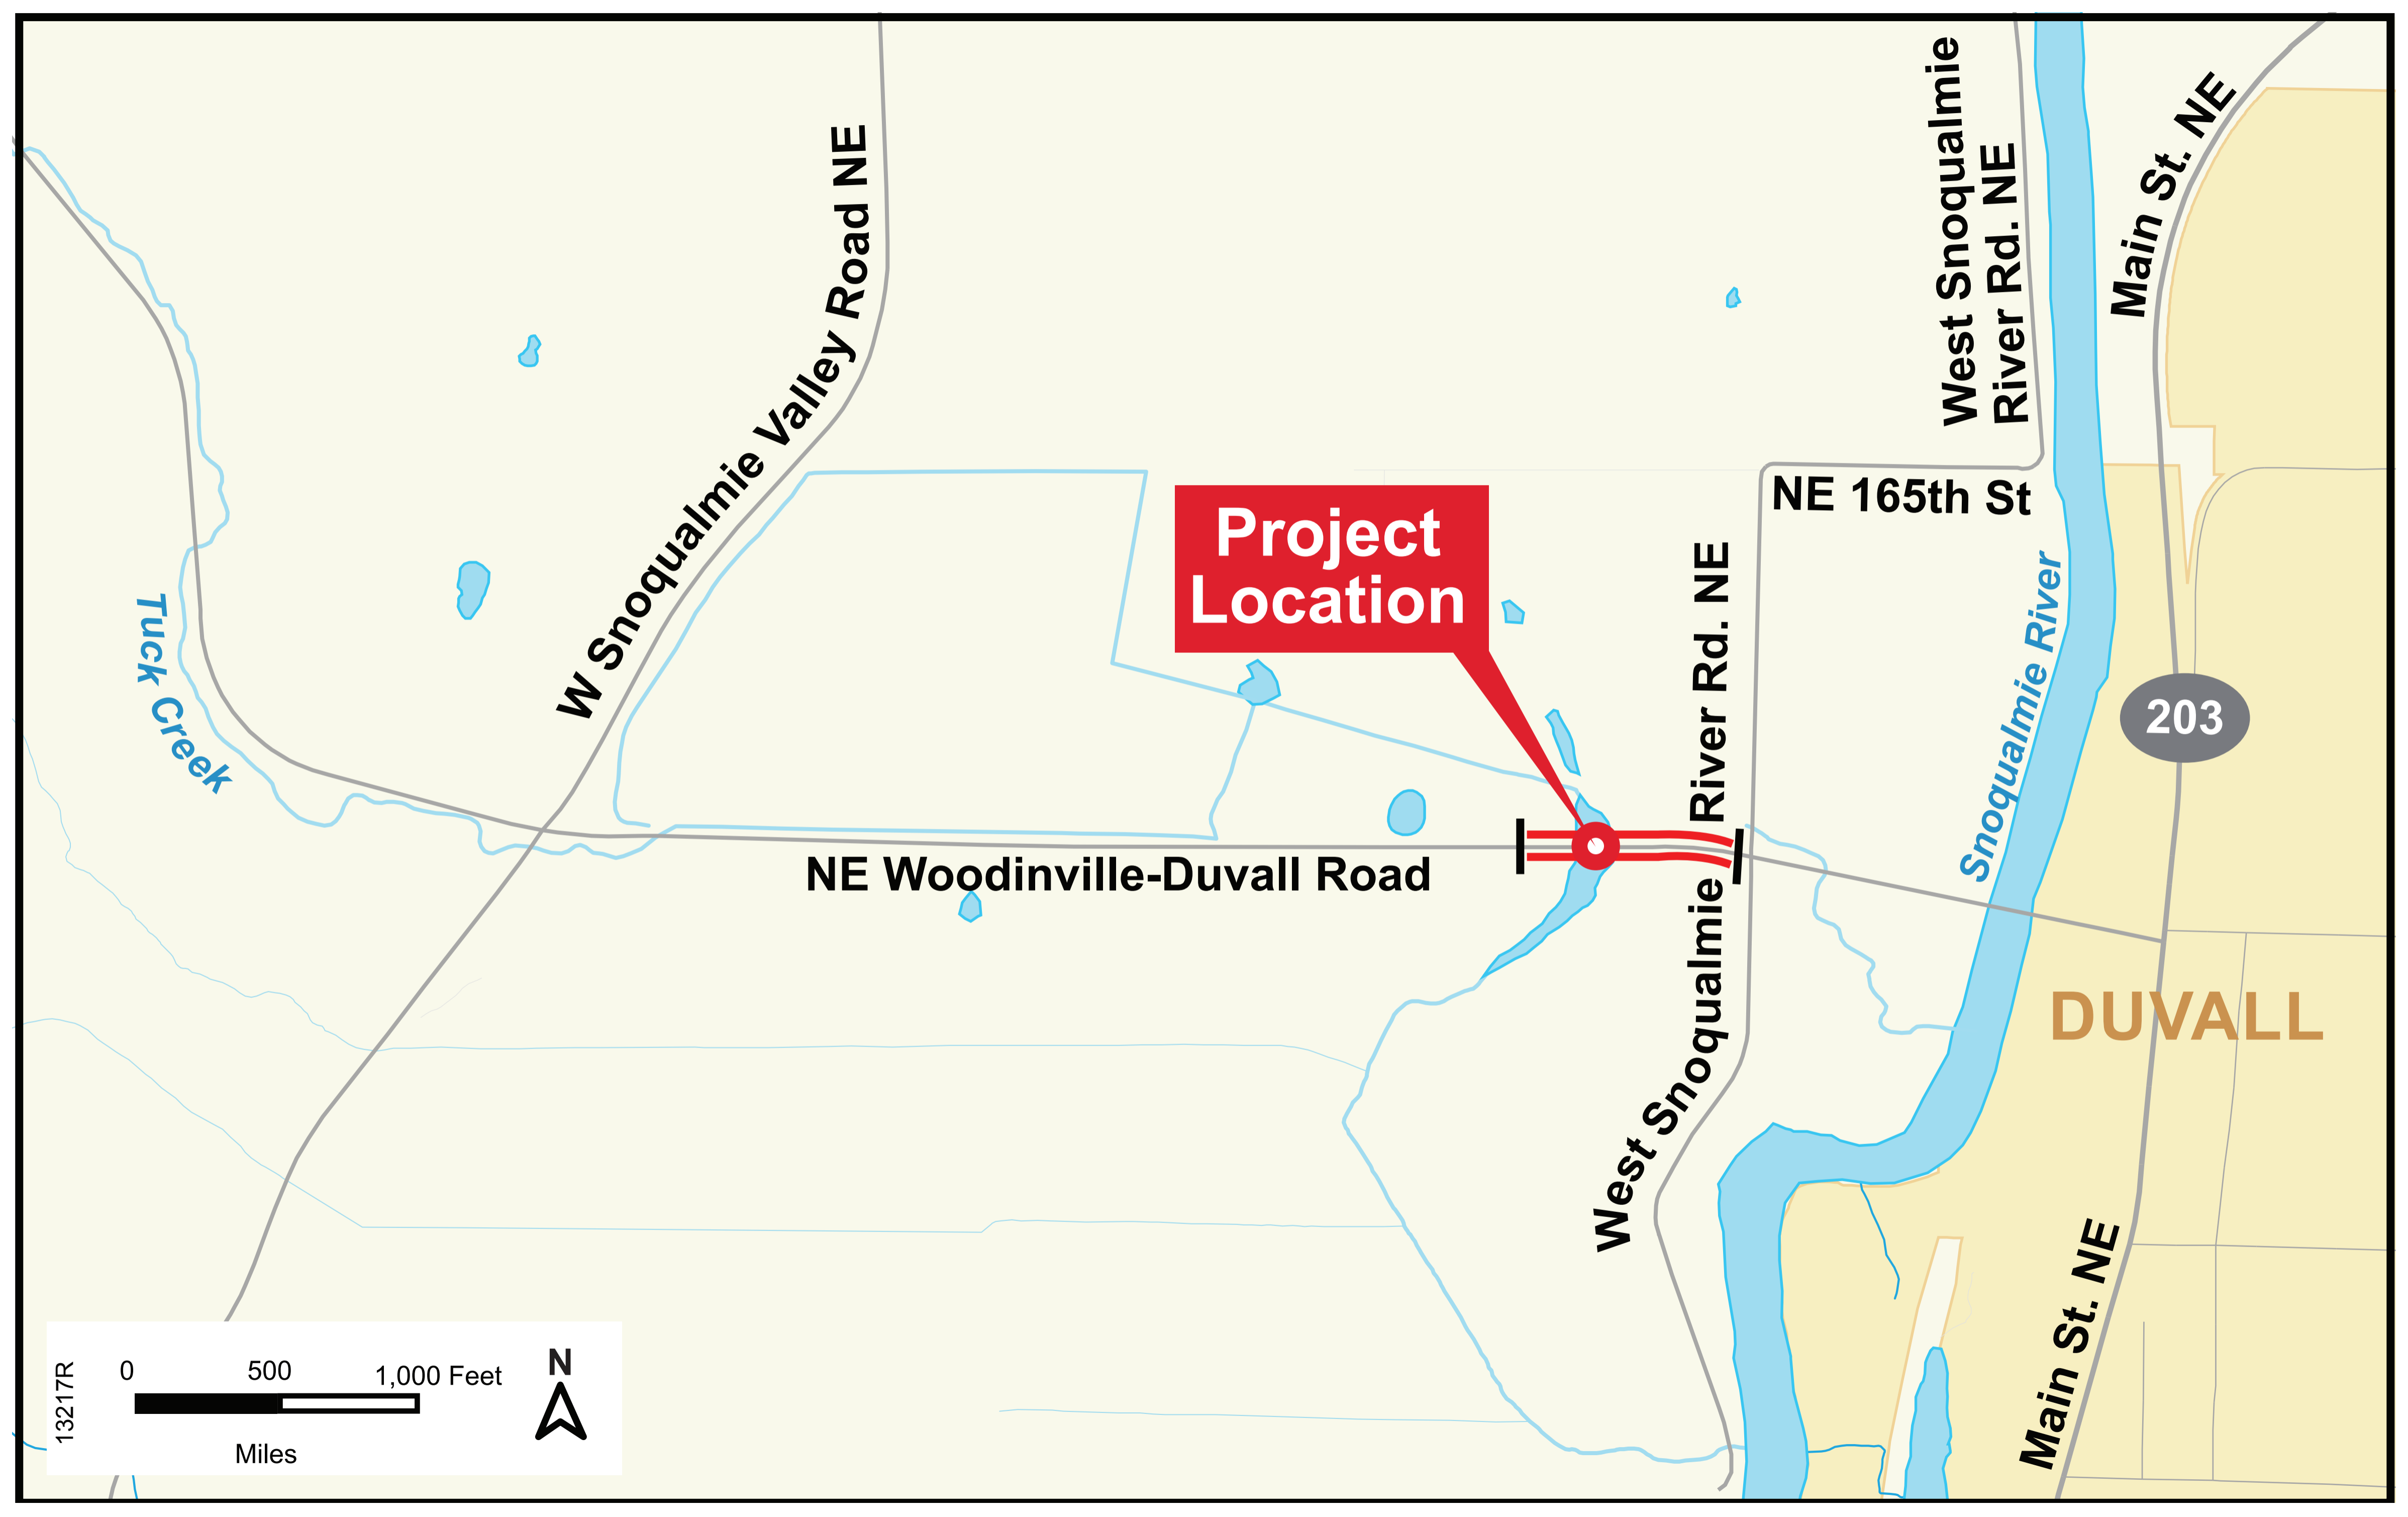 West Snoqualmie
River Rd. NE
Main St. NE
W Snoqualmie Valley Road NE
NE 165th St
Project
Location
Tuck Creek
Snoqualmie River
203
West Snoqualmie River Rd. NE
NE Woodinville-Duvall Road
DUVALL
Main St. NE
13217R
0 500 1,000 Feet
Miles
N